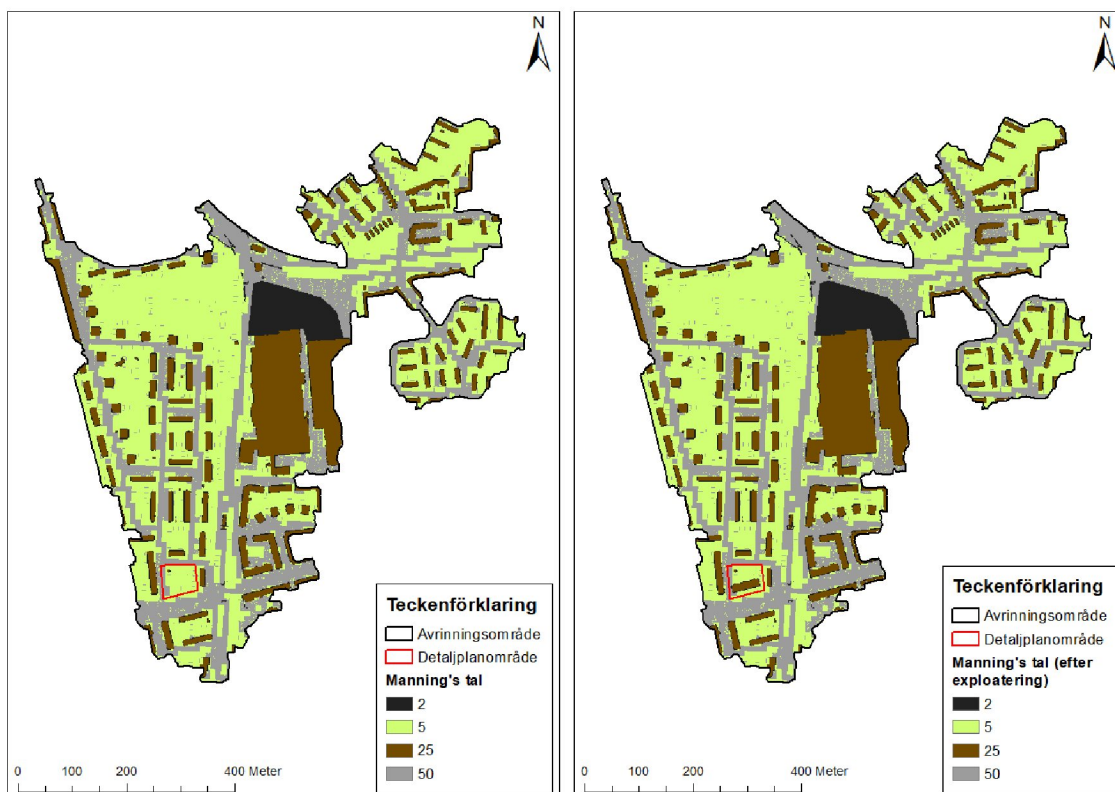 N
Teckenförklaring
Avrinningsområde
Detaljplanområde
Manning's tal
2
5
25
50
0 100 200 400 Meter
N
Teckenförklaring
Avrinningsområde
Detaljplanområde
Manning's tal (efter
exploatering)
2
5
25
50
0 100 200 400 Meter